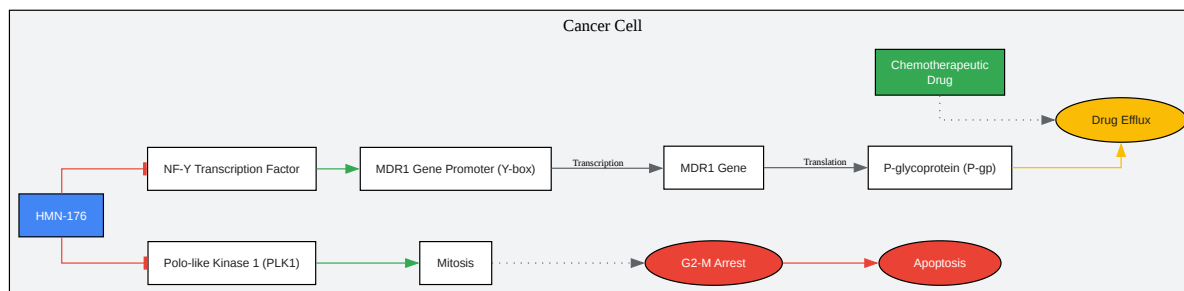 Cancer Cell
Chemotherapeutic
Drug
Drug Efflux
NF-Y Transcription Factor
MDR1 Gene Promoter (Y-box)
Transcription
MDR1 Gene
Translation
P-glycoprotein (P-gp)
HMN-176
Polo-like Kinase 1 (PLK1)
Mitosis
G2-M Arrest
Apoptosis